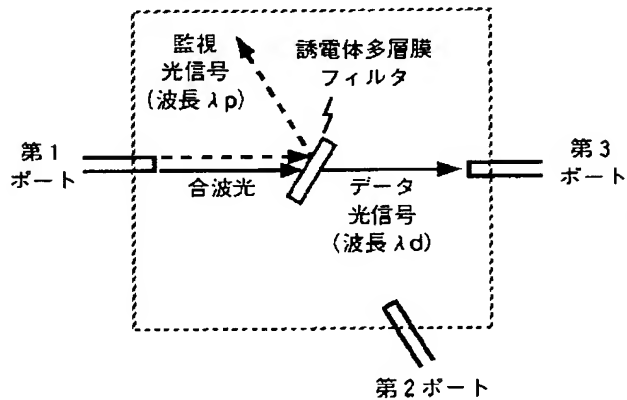 監視
光信号
(波長λp)
誘電体多層膜
フィルタ
第1
ポート
合波光
データ
光信号
(波長λd)
第3
ポート
第2ポート